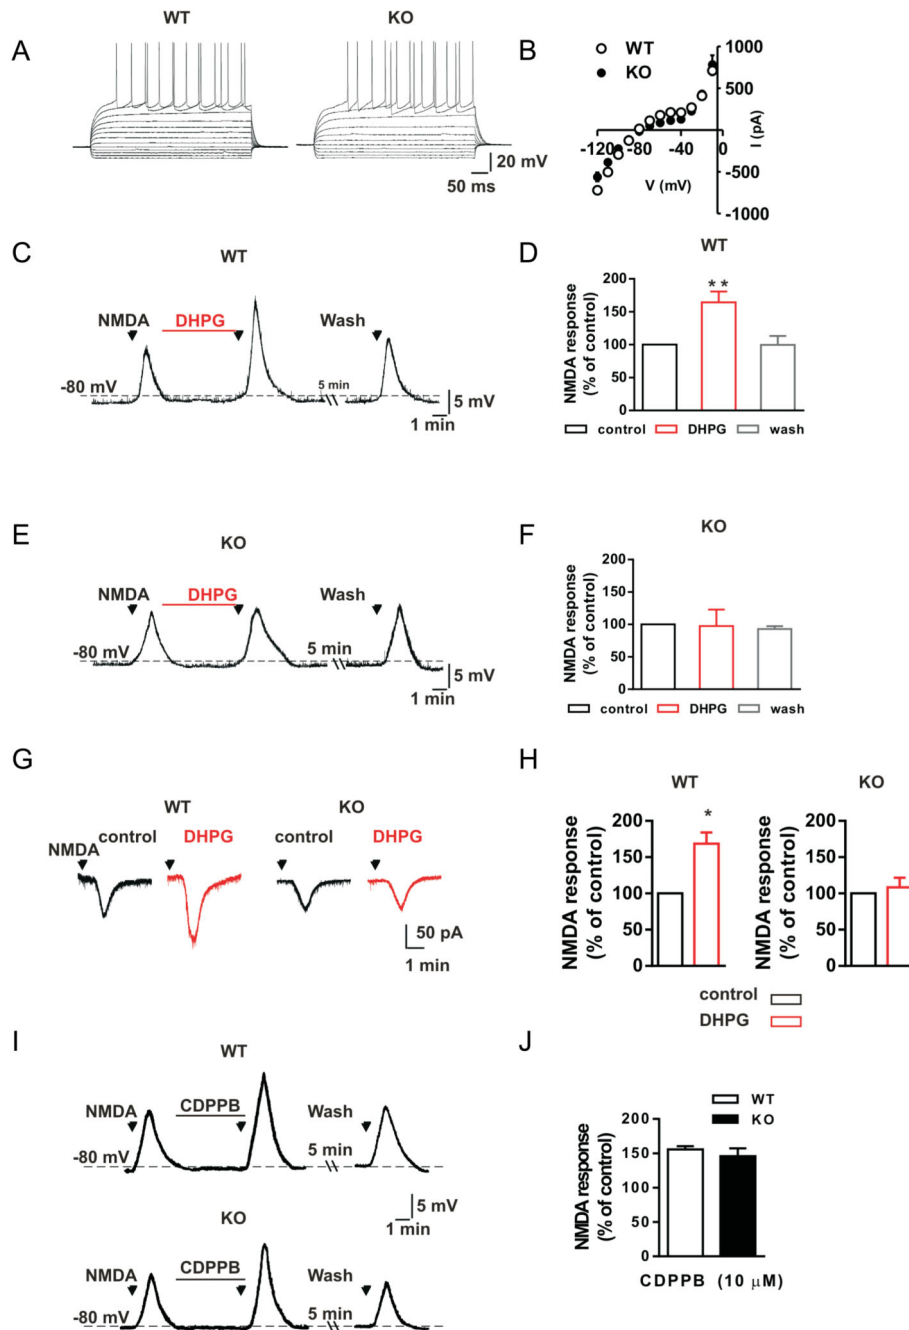 A
WT
KO
20 mV
50 ms
B
WT
KO
1000
500
-120
-80
-40
0
-500
-1000
V (mV)
I (pA)
C
WT
NMDA
DHPG
Wash
-80 mV
5 min
5 mV
1 min
D
WT
NMDA response
(% of control)
200
150
100
50
0
**
control
DHPG
wash
E
KO
NMDA
DHPG
Wash
-80 mV
5 min
5 mV
1 min
F
KO
NMDA response
(% of control)
200
150
100
50
0
control
DHPG
wash
G
WT
KO
control
DHPG
control
DHPG
NMDA
50 pA
1 min
H
WT
KO
NMDA response
(% of control)
200
150
100
50
0
*
NMDA response
(% of control)
200
150
100
50
0
control
DHPG
I
WT
NMDA
CDPPB
Wash
-80 mV
5 min
5 mV
1 min
KO
NMDA
CDPPB
Wash
-80 mV
5 min
J
WT
KO
NMDA response
(% of control)
200
150
100
50
0
CDPPB (10 μM)